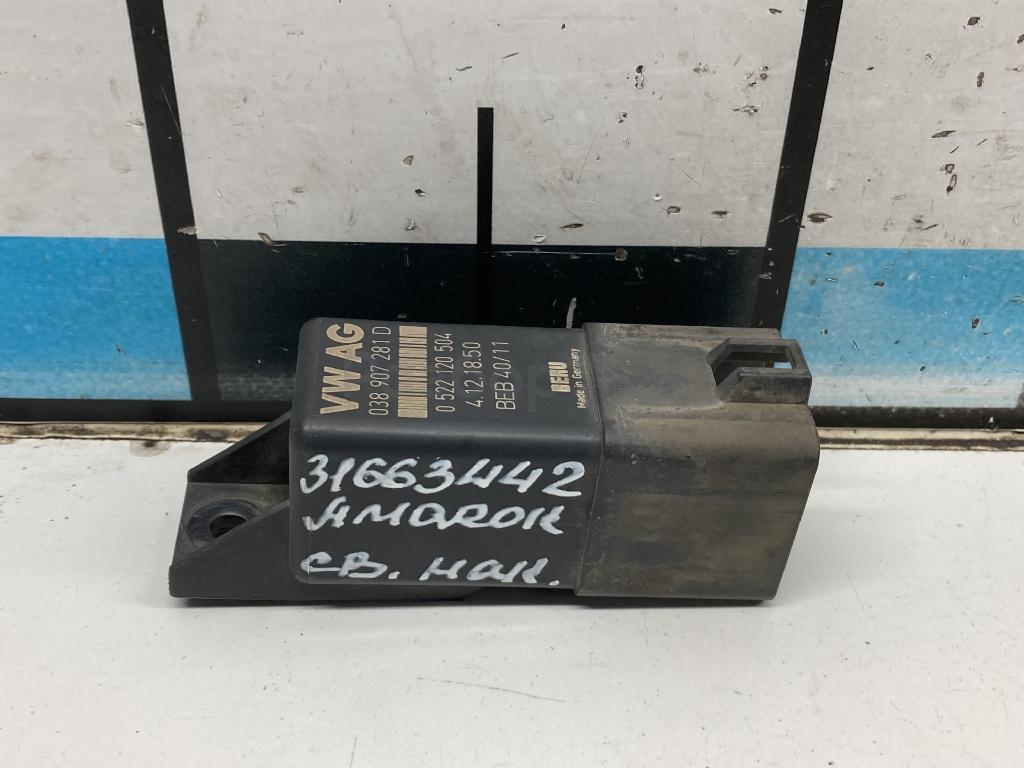 VW AG
038 907 281 D
0 522 120 504
4.12.18.50
BEB 40/11
BERU
Made in Germany
31663442
AMAROK
СВ. НАК.